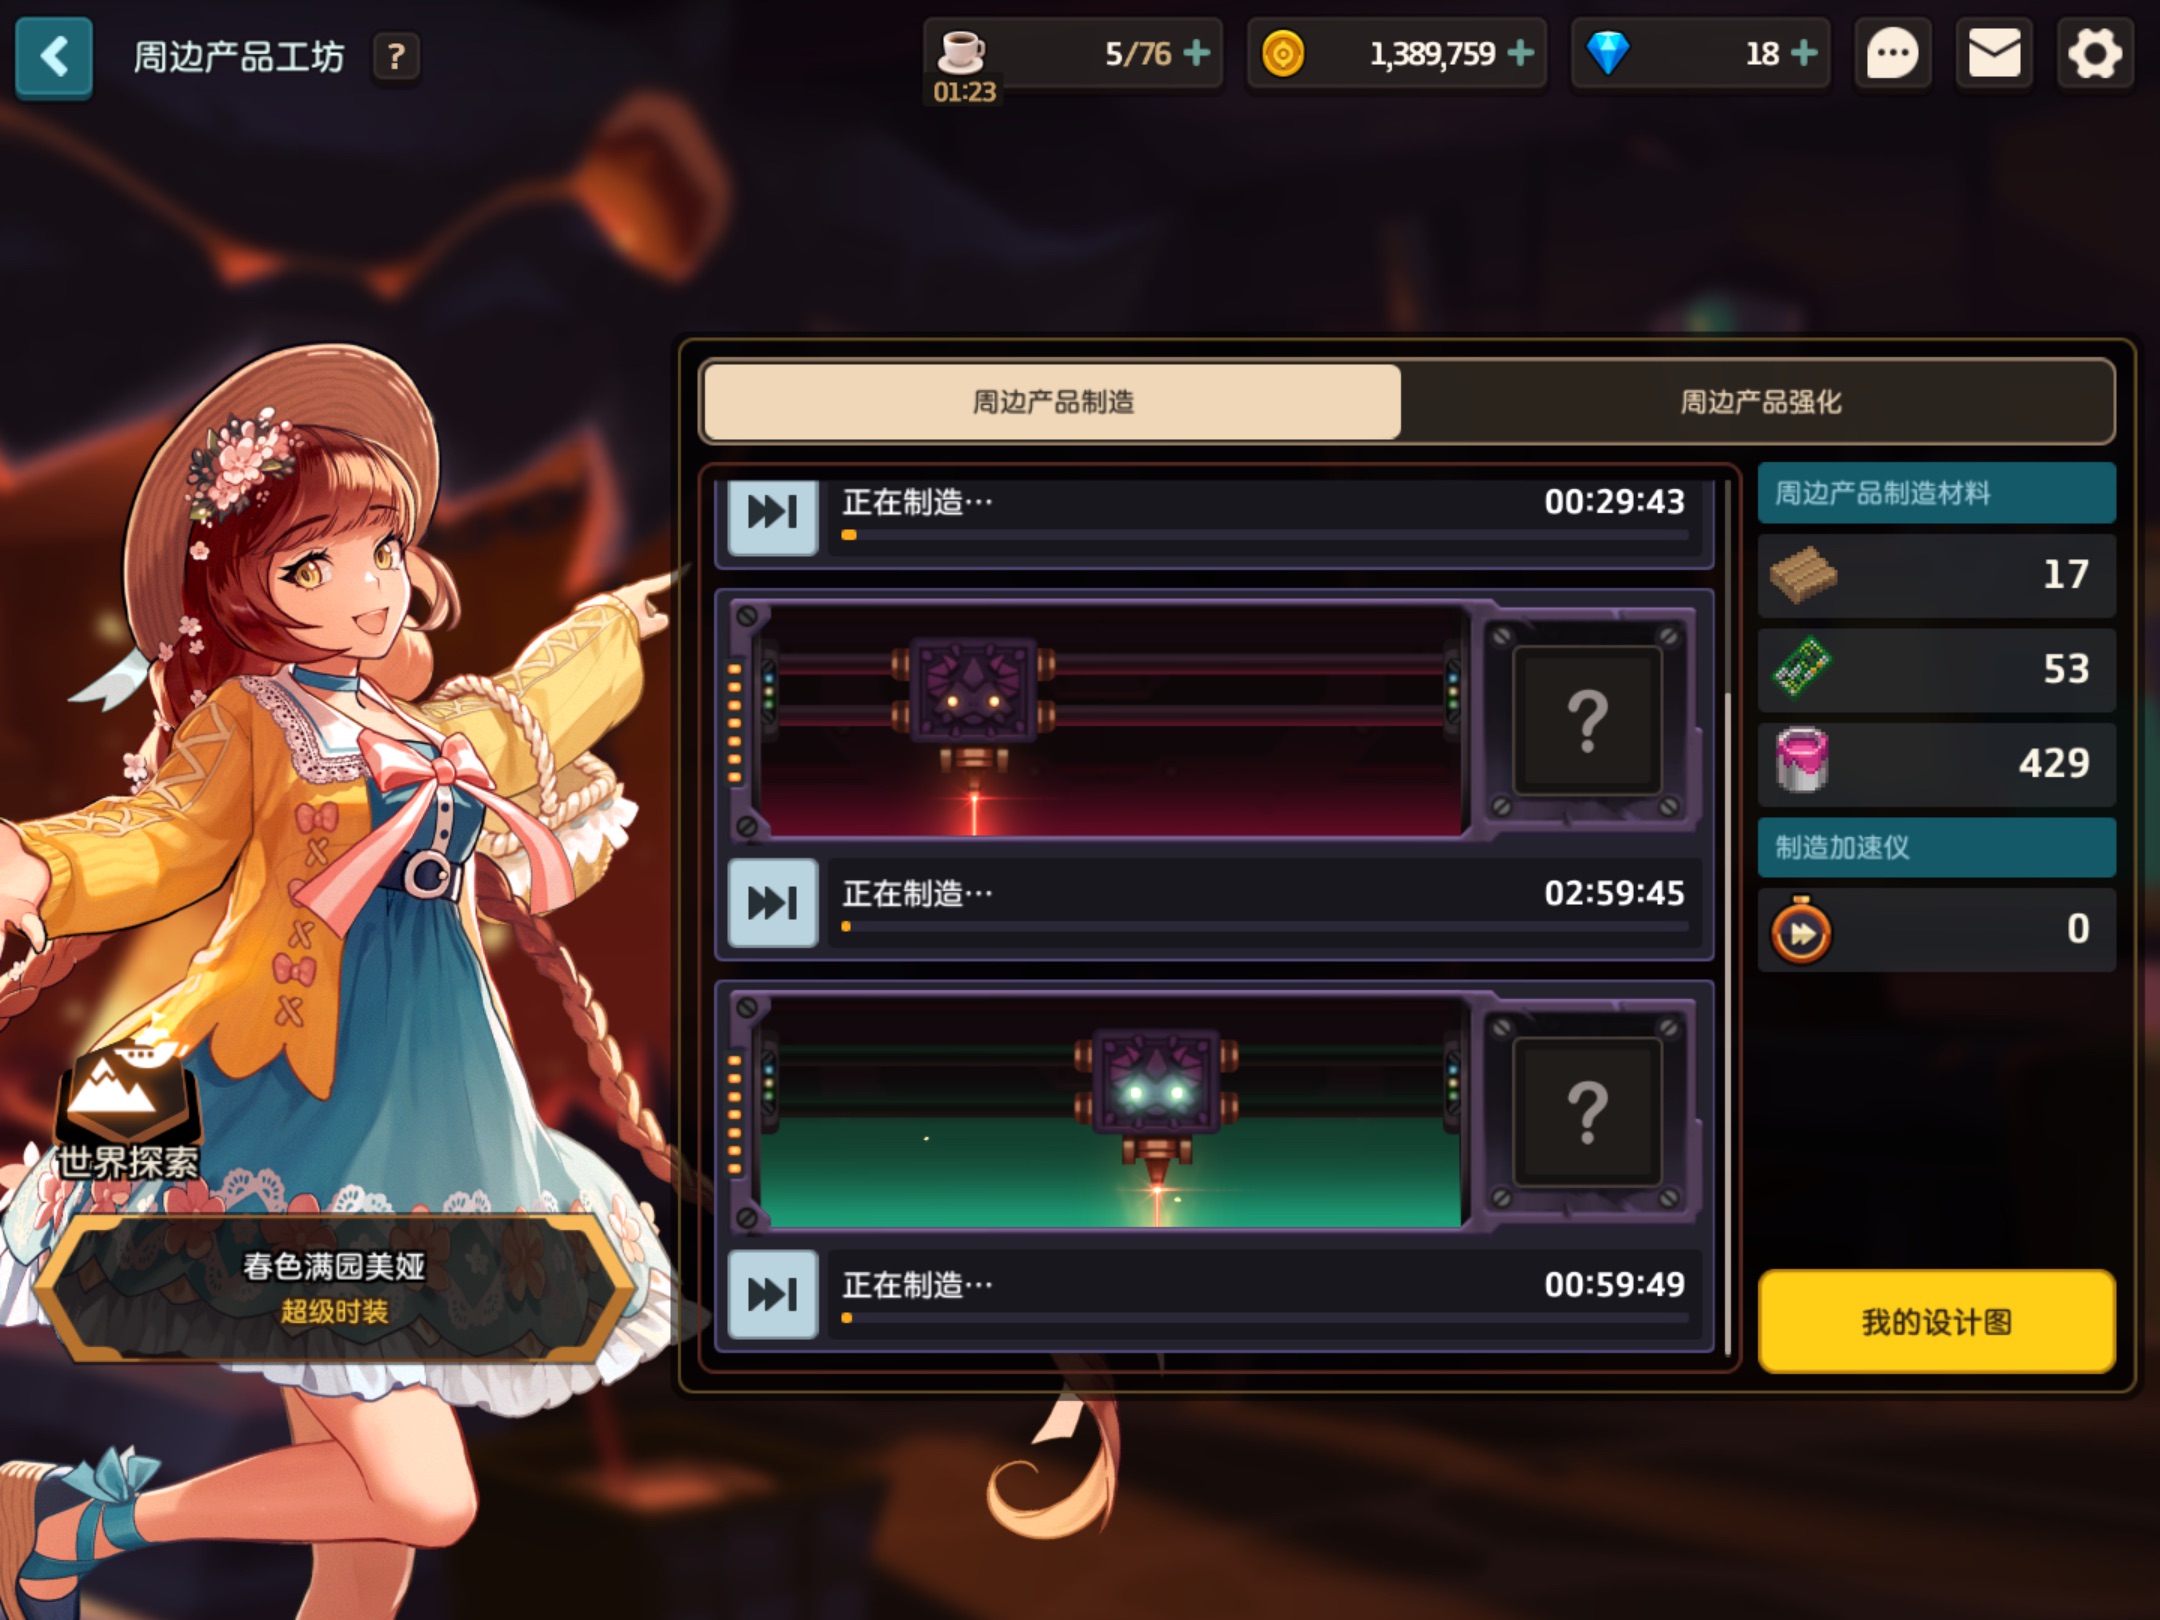 周边产品工坊
?
5/76
01:23
1,389,759
18
周边产品制造
周边产品强化
正在制造…
00:29:43
?
正在制造…
02:59:45
?
正在制造…
00:59:49
周边产品制造材料
17
53
429
制造加速仪
0
我的设计图
世界探索
春色满园美娅
超级时装